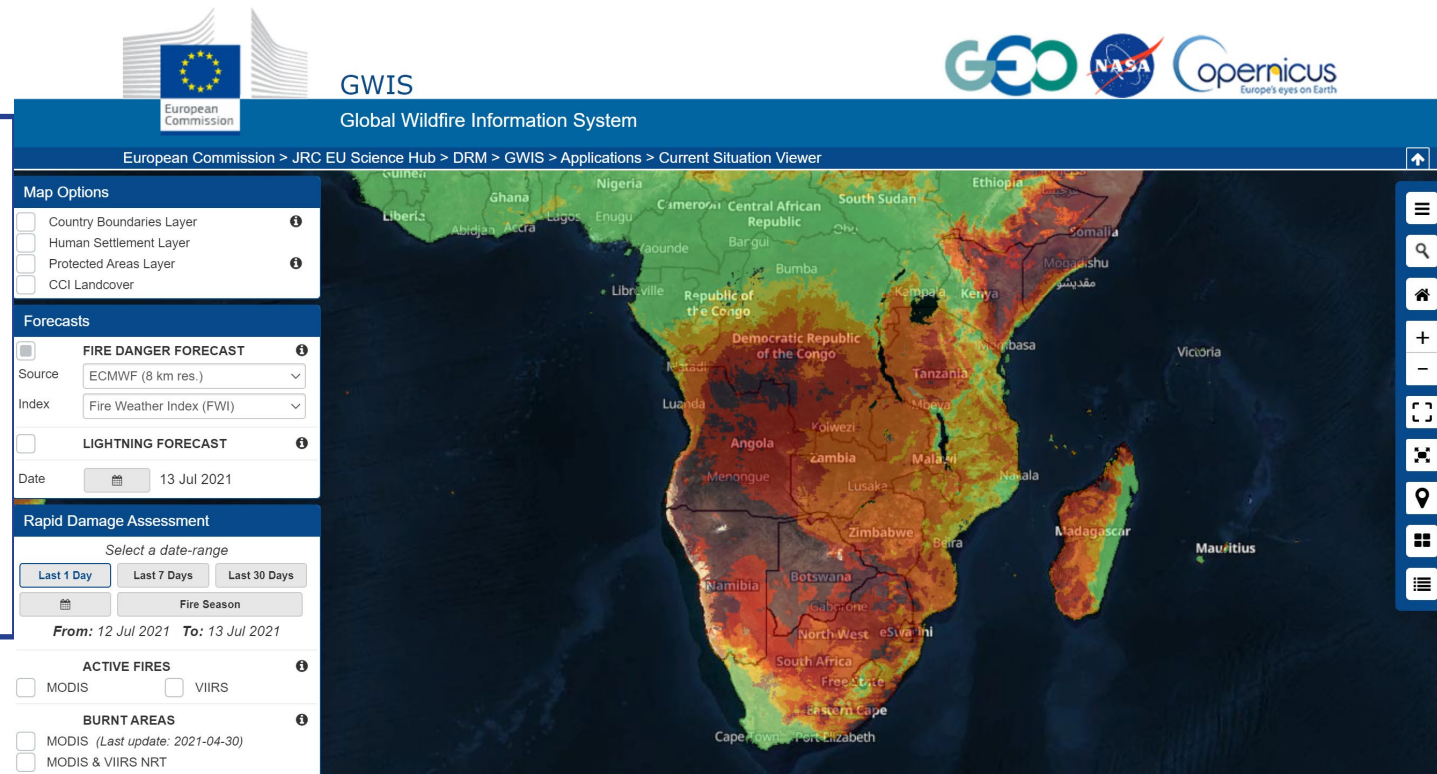 European
Commission
GWIS
GEO
NASA
opernicus
Europe's eyes on Earth
Global Wildfire Information System
European Commission > JRC EU Science Hub > DRM > GWIS > Applications > Current Situation Viewer
Map Options
Country Boundaries Layer
Human Settlement Layer
Protected Areas Layer
CCI Landcover
Forecasts
FIRE DANGER FORECAST
Source ECMWF (8 km res.)
Index Fire Weather Index (FWI)
LIGHTNING FORECAST
Date 13 Jul 2021
Rapid Damage Assessment
Select a date-range
Last 1 Day Last 7 Days Last 30 Days
Fire Season
From: 12 Jul 2021 To: 13 Jul 2021
ACTIVE FIRES
MODIS VIIRS
BURNT AREAS
MODIS (Last update: 2021-04-30)
MODIS & VIIRS NRT
Nigeria
Ethiopia
Ghana
Cameroon
Central African
Republic
South Sudan
Liberia
Abidjan
Accra
Lagos
Enugu
Yaounde
Bangui
Somalia
Mogadishu
مقديشو
Bumba
Libreville
Republic of
the Congo
Kampala
Kenya
Democratic Republic
of the Congo
Mombasa
Victoria
Matadi
Tanzania
Luanda
Mbeya
Kolwezi
Angola
Zambia
Malawi
Menongue
Lusaka
Nakala
Zimbabwe
Beira
Madagascar
Mauritius
Namibia
Botswana
Gaborone
North West
eSwatini
South Africa
Free State
Eastern Cape
Cape Town
Port Elizabeth